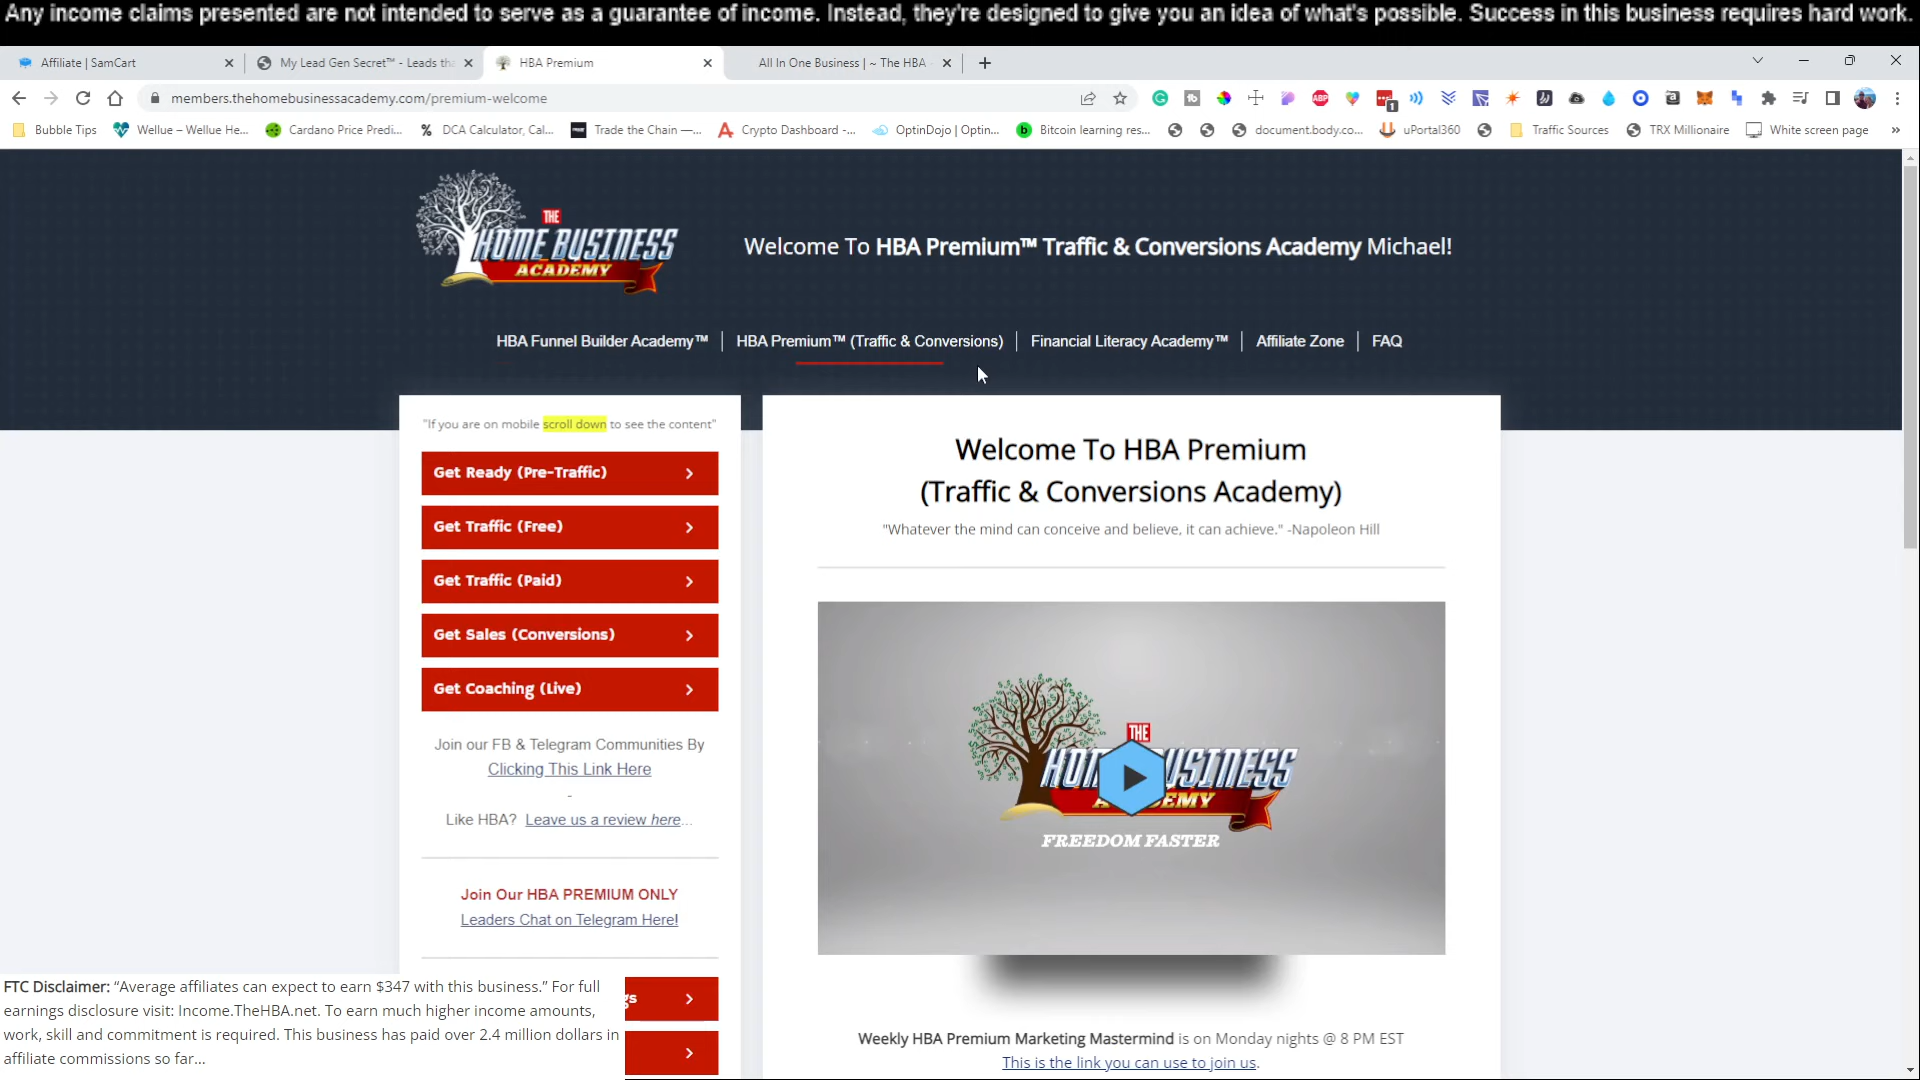 Any income claims presented are not intended to serve as a guarantee of income. Instead, they're designed to give you an idea of what's possible. Success in this business requires hard work.
Affiliate | SamCart
My Lead Gen Secret™ - Leads tha
HBA Premium
All In One Business | ~ The HBA
members.thehomebusinessacademy.com/premium-welcome
Bubble Tips
Wellue – Wellue He...
Cardano Price Predi...
DCA Calculator, Cal...
Trade the Chain —...
Crypto Dashboard -...
OptinDojo | Optin...
Bitcoin learning res...
document.body.co...
uPortal360
Traffic Sources
TRX Millionaire
White screen page
THE
HOME BUSINESS
ACADEMY
Welcome To HBA Premium™ Traffic & Conversions Academy Michael!
HBA Funnel Builder Academy™ | HBA Premium™ (Traffic & Conversions) | Financial Literacy Academy™ | Affiliate Zone | FAQ
"If you are on mobile scroll down to see the content"
Get Ready (Pre-Traffic)
Get Traffic (Free)
Get Traffic (Paid)
Get Sales (Conversions)
Get Coaching (Live)
Join our FB & Telegram Communities By
Clicking This Link Here
-
Like HBA? Leave us a review here...
Join Our HBA PREMIUM ONLY
Leaders Chat on Telegram Here!
Welcome To HBA Premium
(Traffic & Conversions Academy)
"Whatever the mind can conceive and believe, it can achieve." -Napoleon Hill
THE
ACADEMY
FREEDOM FASTER
Weekly HBA Premium Marketing Mastermind is on Monday nights @ 8 PM EST
This is the link you can use to join us.
FTC Disclaimer: “Average affiliates can expect to earn $347 with this business.” For full
earnings disclosure visit: Income.TheHBA.net. To earn much higher income amounts,
work, skill and commitment is required. This business has paid over 2.4 million dollars in
affiliate commissions so far...